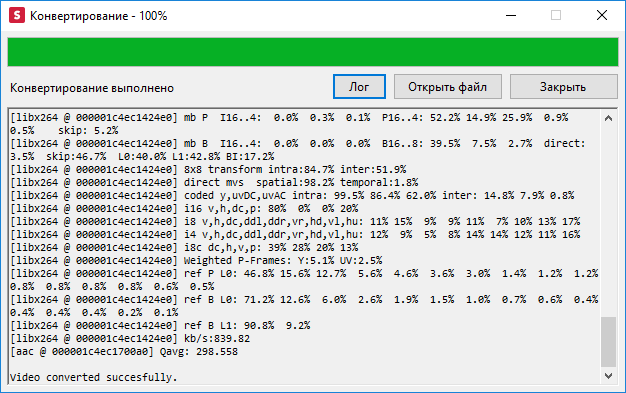 S Конвертирование - 100%
Конвертирование выполнено
Лог
Открыть файл
Закрыть
[libx264 @ 000001c4ec1424e0] mb P  I16..4:  0.0%  0.3%  0.1%  P16..4: 52.2% 14.9% 25.9%  0.9%
0.5%    skip: 5.2%
[libx264 @ 000001c4ec1424e0] mb B  I16..4:  0.0%  0.0%  0.0%  B16..8: 39.5%  7.5%  2.7%  direct:
3.5%  skip:46.7%  L0:40.0% L1:42.8% BI:17.2%
[libx264 @ 000001c4ec1424e0] 8x8 transform intra:84.7% inter:51.9%
[libx264 @ 000001c4ec1424e0] direct mvs  spatial:98.2% temporal:1.8%
[libx264 @ 000001c4ec1424e0] coded y,uvDC,uvAC intra: 99.5% 86.4% 62.0% inter: 14.8% 7.9% 0.8%
[libx264 @ 000001c4ec1424e0] i16 v,h,dc,p: 80%  0%  0% 20%
[libx264 @ 000001c4ec1424e0] i8 v,h,dc,ddl,ddr,vr,hd,vl,hu: 11% 15%  9%  9% 11%  7% 10% 13% 17%
[libx264 @ 000001c4ec1424e0] i4 v,h,dc,ddl,ddr,vr,hd,vl,hu: 12%  9%  5%  8% 14% 14% 12% 11% 16%
[libx264 @ 000001c4ec1424e0] i8c dc,h,v,p: 39% 28% 20% 13%
[libx264 @ 000001c4ec1424e0] Weighted P-Frames: Y:5.1% UV:2.5%
[libx264 @ 000001c4ec1424e0] ref P L0: 46.8% 15.6% 12.7%  5.6%  4.6%  3.6%  3.0%  1.4%  1.2%  1.2%
0.8%  0.8%  0.8%  0.8%  0.6%  0.5%
[libx264 @ 000001c4ec1424e0] ref B L0: 71.2% 12.6%  6.0%  2.6%  1.9%  1.5%  1.0%  0.7%  0.6%  0.4%
0.4%  0.4%  0.4%  0.2%  0.1%
[libx264 @ 000001c4ec1424e0] ref B L1: 90.8%  9.2%
[libx264 @ 000001c4ec1424e0] kb/s:839.82
[aac @ 000001c4ec1700a0] Qavg: 298.558
Video converted succesfully.